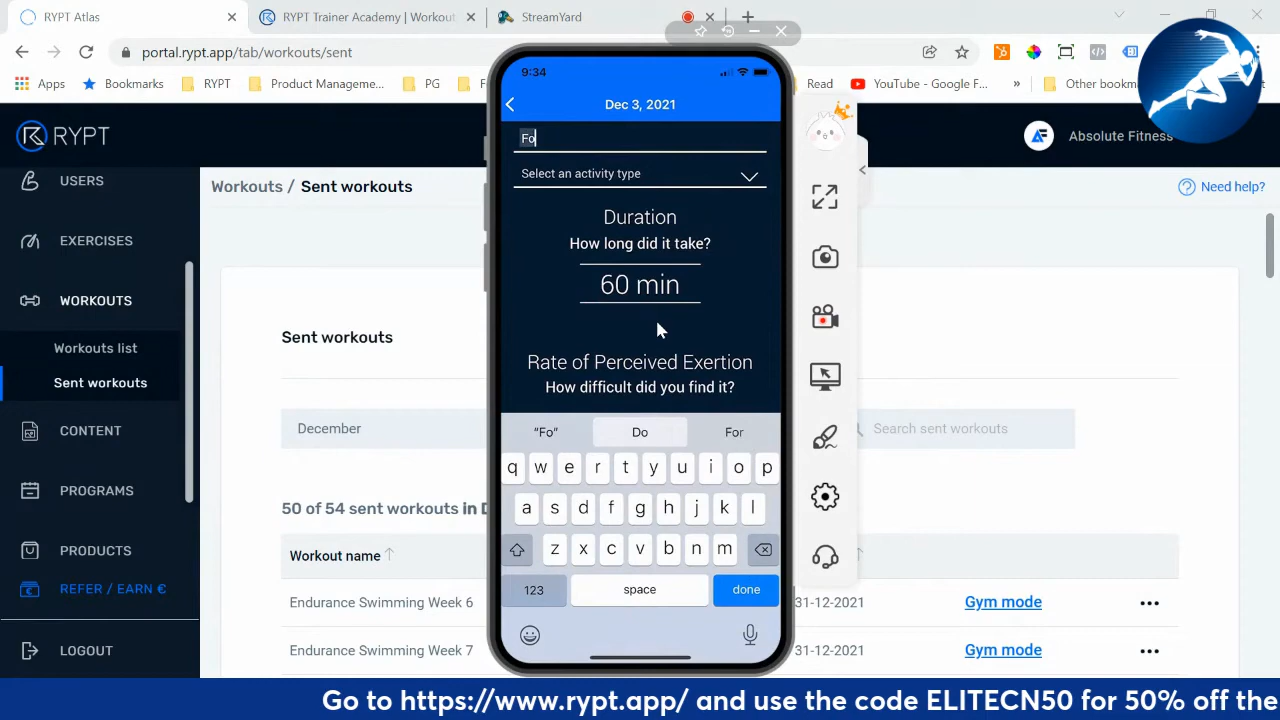 RYPT Atlas
RYPT Trainer Academy | Workout
StreamYard
portal.rypt.app/tab/workouts/sent
Apps
Bookmarks
RYPT
Product Management...
PG
F
Read
YouTube - Google F...
»
Other bookm
RYPT
Absolute Fitness
USERS
EXERCISES
WORKOUTS
Workouts list
Sent workouts
CONTENT
PROGRAMS
PRODUCTS
REFER / EARN €
LOGOUT
Workouts / Sent workouts
Need help?
Sent workouts
December
Search sent workouts
50 of 54 sent workouts in D
Workout name
Endurance Swimming Week 6
31-12-2021
Gym mode
Endurance Swimming Week 7
31-12-2021
Gym mode
9:34
Dec 3, 2021
Fo
Select an activity type
Duration
How long did it take?
60 min
Rate of Perceived Exertion
How difficult did you find it?
"Fo"
Do
For
q w e r t y u i o p
a s d f g h j k l
z x c v b n m
123
space
done
Go to https://www.rypt.app/ and use the code ELITECN50 for 50% off the